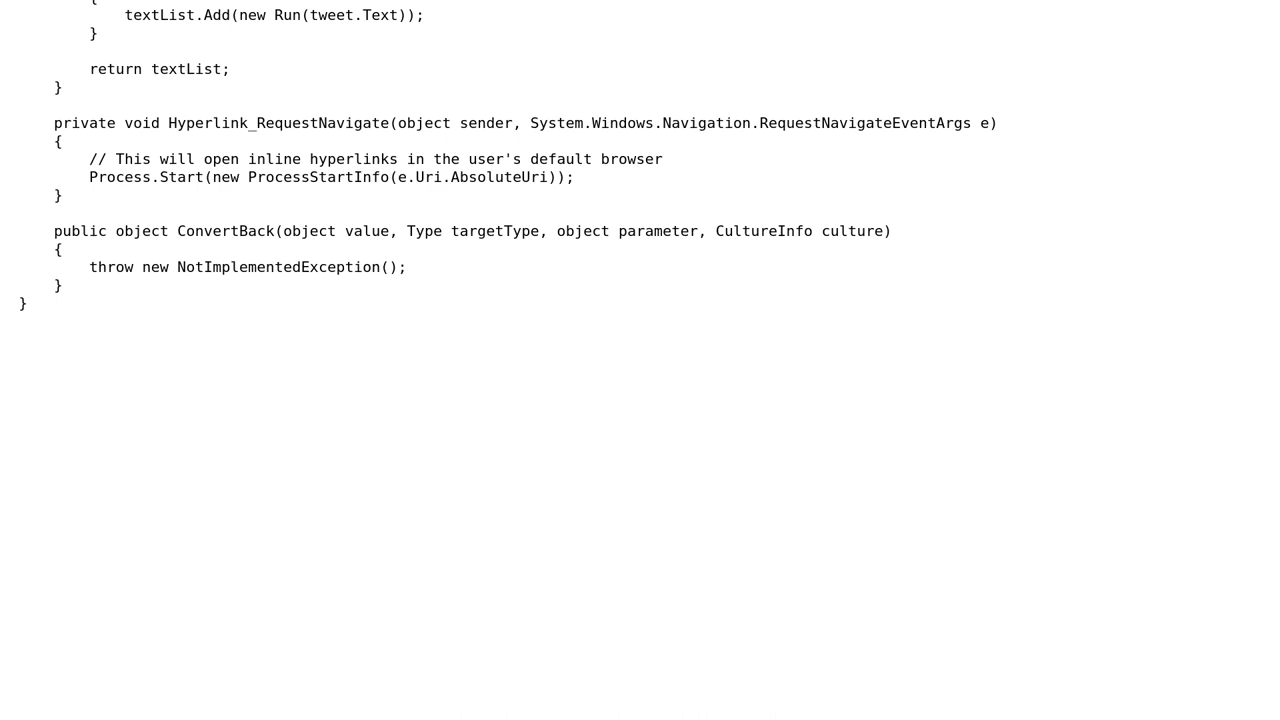 {
textList.Add(new Run(tweet.Text));
}
return textList;
}
private void Hyperlink_RequestNavigate(object sender, System.Windows.Navigation.RequestNavigateEventArgs e)
{
// This will open inline hyperlinks in the user's default browser
Process.Start(new ProcessStartInfo(e.Uri.AbsoluteUri));
}
public object ConvertBack(object value, Type targetType, object parameter, CultureInfo culture)
{
throw new NotImplementedException();
}
}